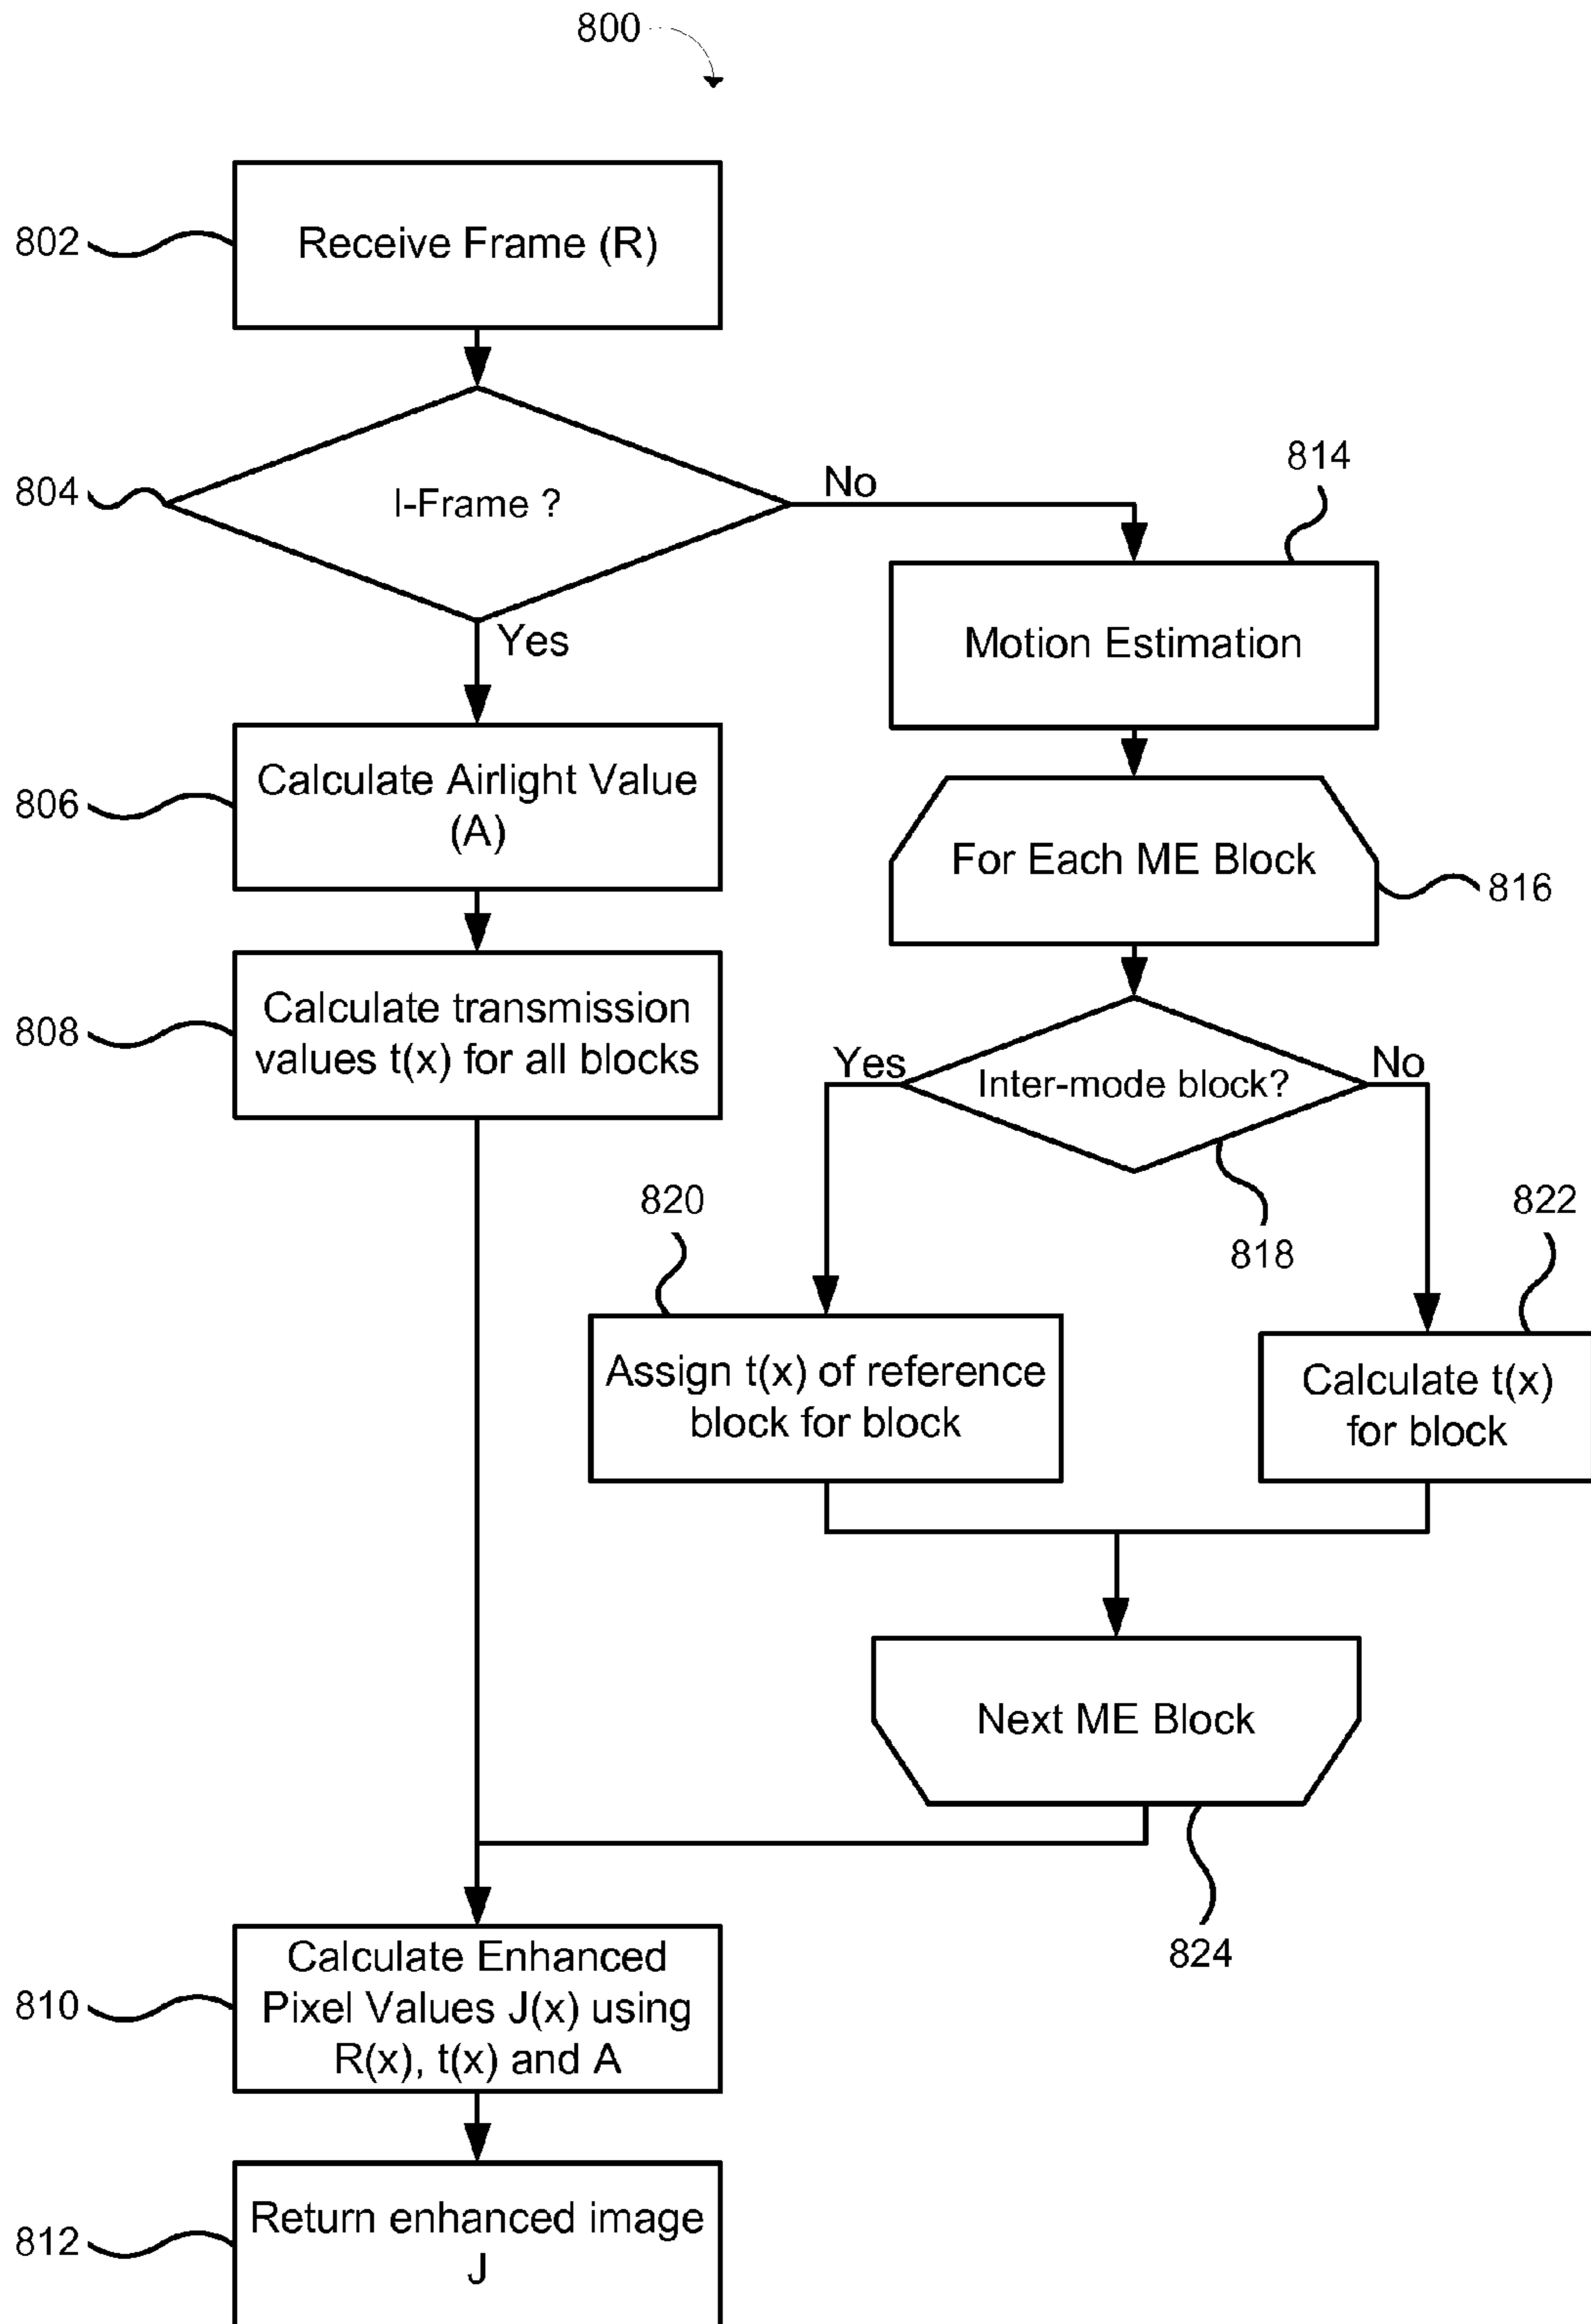 800
802
Receive Frame (R)
804
I-Frame ?
No
Yes
814
Motion Estimation
806
Calculate Airlight Value
(A)
For Each ME Block
816
808
Calculate transmission
values t(x) for all blocks
Yes
Inter-mode block?
No
818
820
822
Assign t(x) of reference
block for block
Calculate t(x)
for block
Next ME Block
824
810
Calculate Enhanced
Pixel Values J(x) using
R(x), t(x) and A
812
Return enhanced image
J